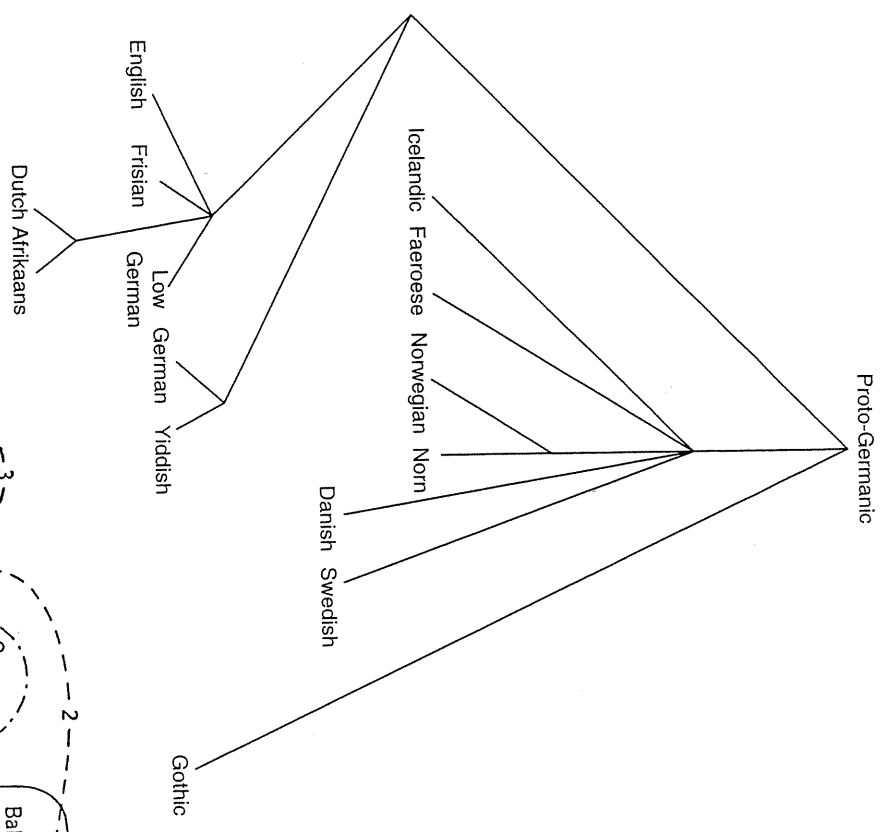 Proto-Germanic
Icelandic Faeroese Norwegian Norn
Danish Swedish
Gothic
English Frisian Low German Yiddish
German
Dutch Afrikaans
2
3